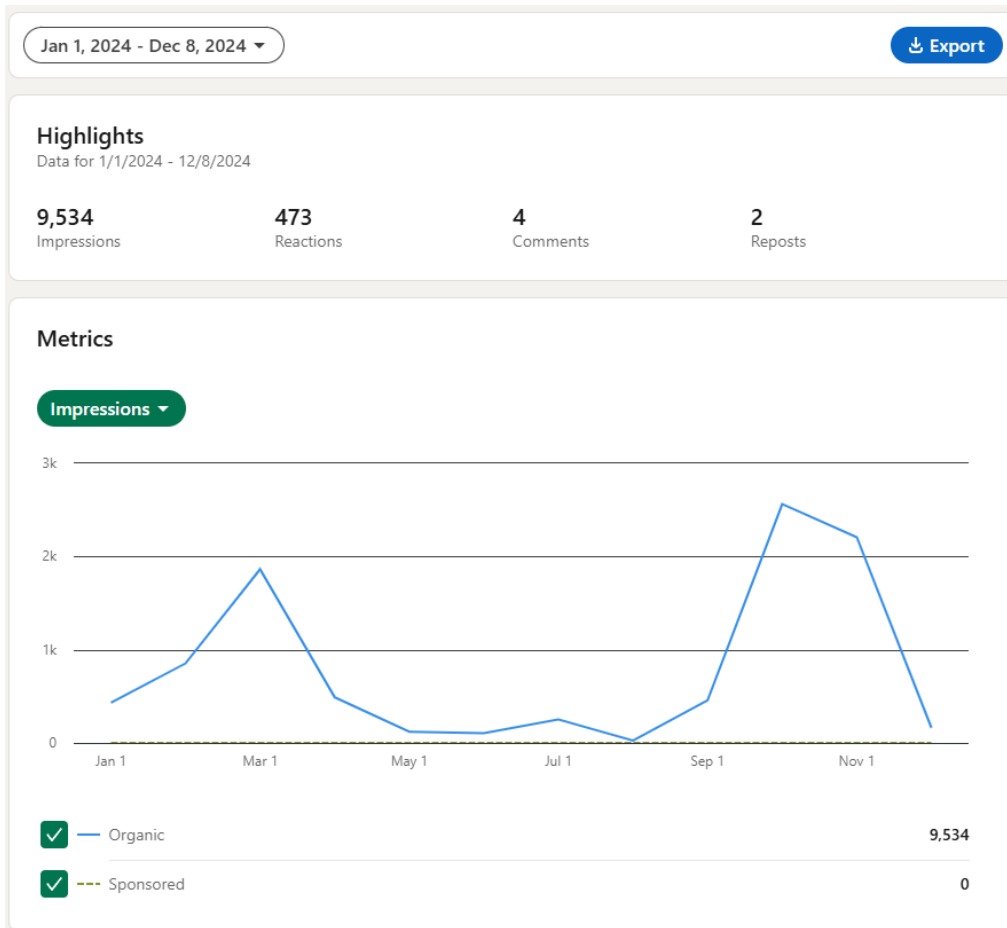 Jan 1, 2024 - Dec 8, 2024
Export
Highlights
Data for 1/1/2024 - 12/8/2024
9,534 473 4 2
Impressions Reactions Comments Reposts
Metrics
Impressions
3k
2k
1k
0
Jan 1 Mar 1 May 1 Jul 1 Sep 1 Nov 1
Organic 9,534
Sponsored 0